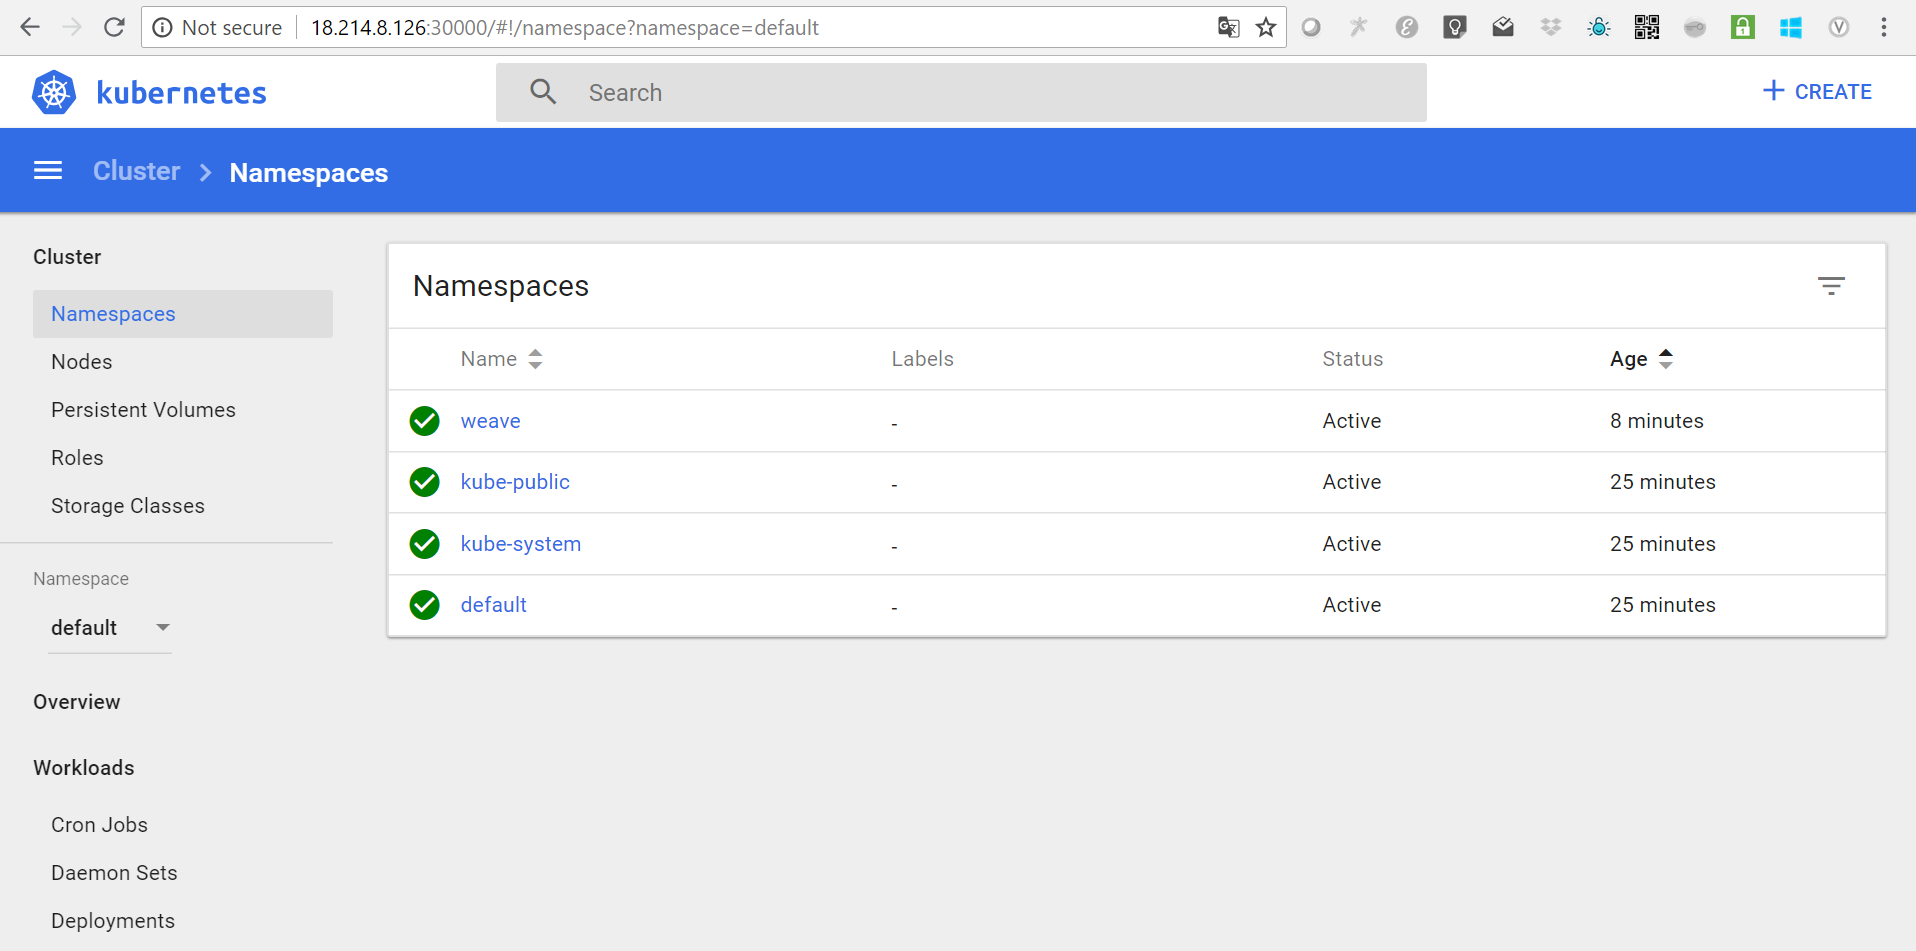 Not secure 18.214.8.126:30000/#!/namespace?namespace=default
kubernetes
Search
CREATE
Cluster
Namespaces
Cluster
Namespaces
Nodes
Persistent Volumes
Roles
Storage Classes
Namespace
default
Overview
Workloads
Cron Jobs
Daemon Sets
Deployments
Namespaces
Name Labels Status Age
weave - Active 8 minutes
kube-public - Active 25 minutes
kube-system - Active 25 minutes
default - Active 25 minutes